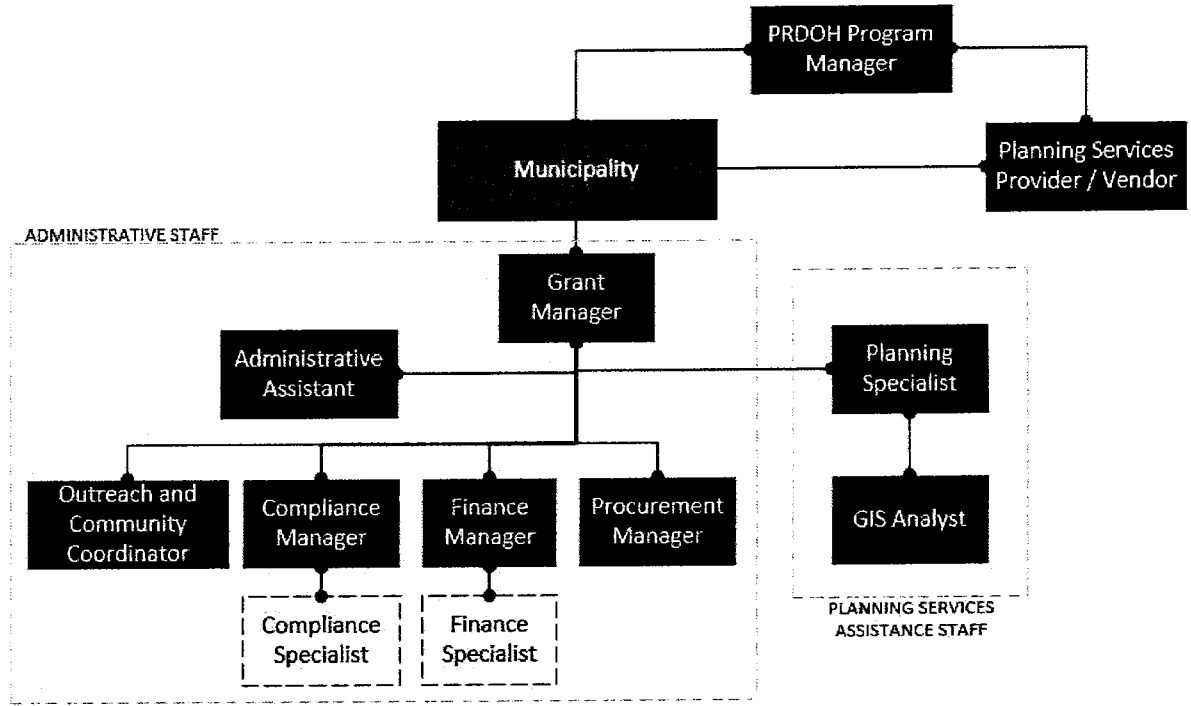 PRDOH Program
Manager
Municipality
Planning Services
Provider / Vendor
ADMINISTRATIVE STAFF
Grant
Manager
Administrative
Assistant
Planning
Specialist
Outreach and
Community
Coordinator
Compliance
Manager
Finance
Manager
Procurement
Manager
GIS Analyst
Compliance
Specialist
Finance
Specialist
PLANNING SERVICES
ASSISTANCE STAFF